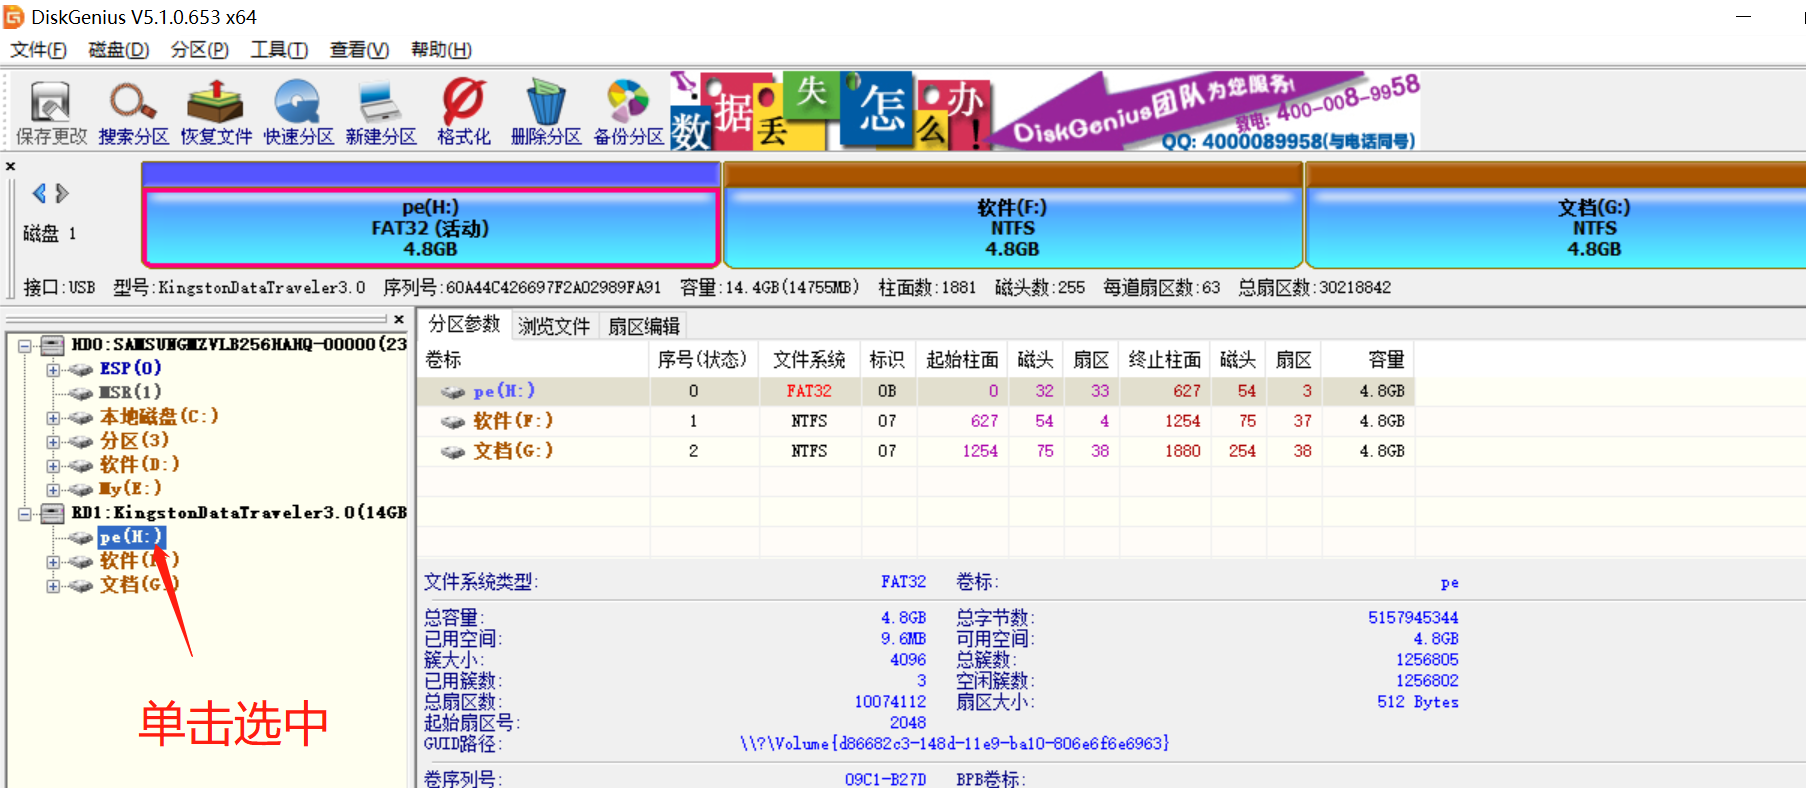 DiskGenius V5.1.0.653 x64
文件(F) 磁盘(D) 分区(P) 工具(T) 查看(V) 帮助(H)
保存更改 搜索分区 恢复文件 快速分区 新建分区 格式化 删除分区 备份分区
数据丢失怎么办!
DiskGenius团队为您服务!
致电: 400-008-9958
QQ: 4000089958(与电话同号)
磁盘 1
pe(H:)
FAT32 (活动)
4.8GB
软件(F:)
NTFS
4.8GB
文档(G:)
NTFS
4.8GB
接口:USB 型号:KingstonDataTraveler3.0 序列号:60A44C426697F2A02989FA91 容量:14.4GB(14755MB) 柱面数:1881 磁头数:255 每道扇区数:63 总扇区数:30218842
HD0:SAMSUNGMZVLB256HAHQ-00000(23
ESP(0)
MSR(1)
本地磁盘(C:)
分区(3)
软件(D:)
My(E:)
RD1:KingstonDataTraveler3.0(14GB
pe(H:)
软件(F:)
文档(G:)
单击选中
分区参数 浏览文件 扇区编辑
卷标 序号(状态) 文件系统 标识 起始柱面 磁头 扇区 终止柱面 磁头 扇区 容量
pe(H:) 0 FAT32 0B 0 32 33 627 54 3 4.8GB
软件(F:) 1 NTFS 07 627 54 4 1254 75 37 4.8GB
文档(G:) 2 NTFS 07 1254 75 38 1880 254 38 4.8GB
文件系统类型: FAT32 卷标: pe
总容量: 4.8GB 总字节数: 5157945344
已用空间: 9.6MB 可用空间: 4.8GB
簇大小: 4096 总簇数: 1256805
已用簇数: 3 空闲簇数: 1256802
总扇区数: 10074112 扇区大小: 512 Bytes
起始扇区号: 2048
GUID路径: \\?\Volume{d86682c3-148d-11e9-ba10-806e6f6e6963}
卷序列号: 09C1-B27D BPB卷标: